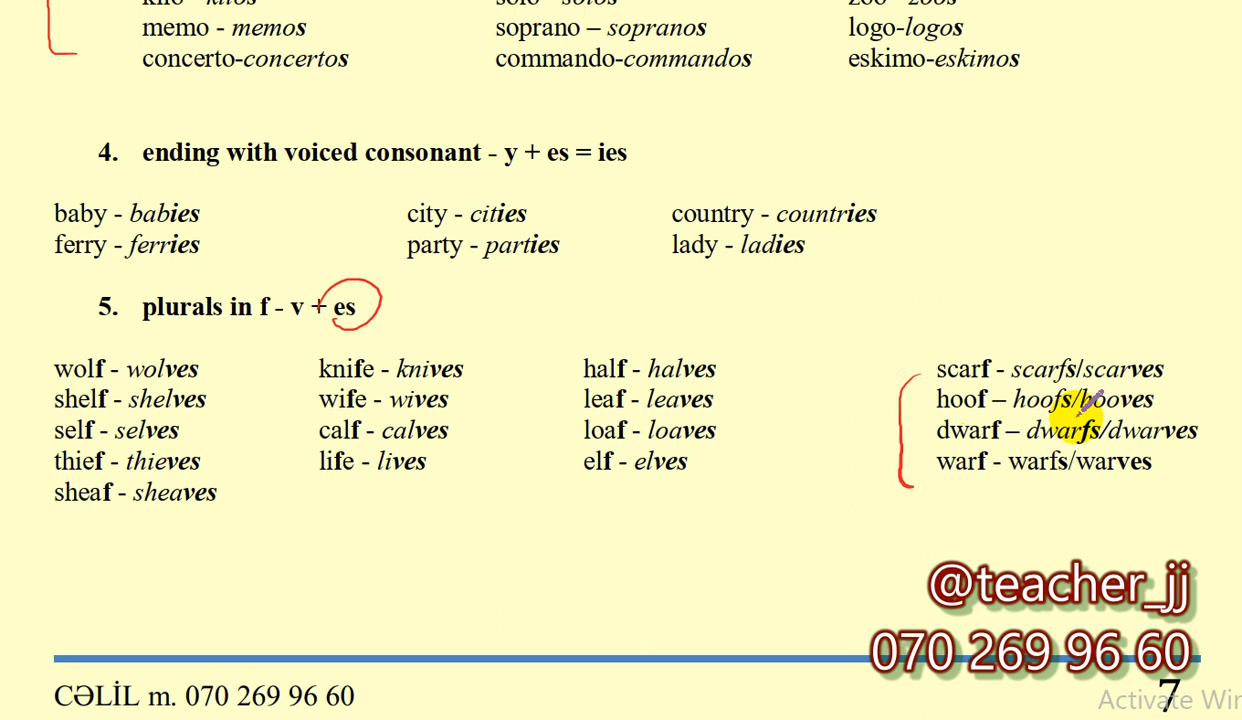 memo - memos soprano – sopranos logo-logos
concerto-concertos commando-commandos eskimo-eskimos
4. ending with voiced consonant - y + es = ies
baby - babies city - cities country - countries
ferry - ferries party - parties lady - ladies
5. plurals in f - v + es
wolf - wolves knife - knives half - halves scarf - scarfs/scarves
shelf - shelves wife - wives leaf - leaves hoof – hoofs/hooves
self - selves calf - calves loaf - loaves dwarf – dwarfs/dwarves
thief - thieves life - lives elf - elves warf - warfs/warves
sheaf - sheaves
@teacher_jj
070 269 96 60
CƏLİL m. 070 269 96 60 7
Activate Wi